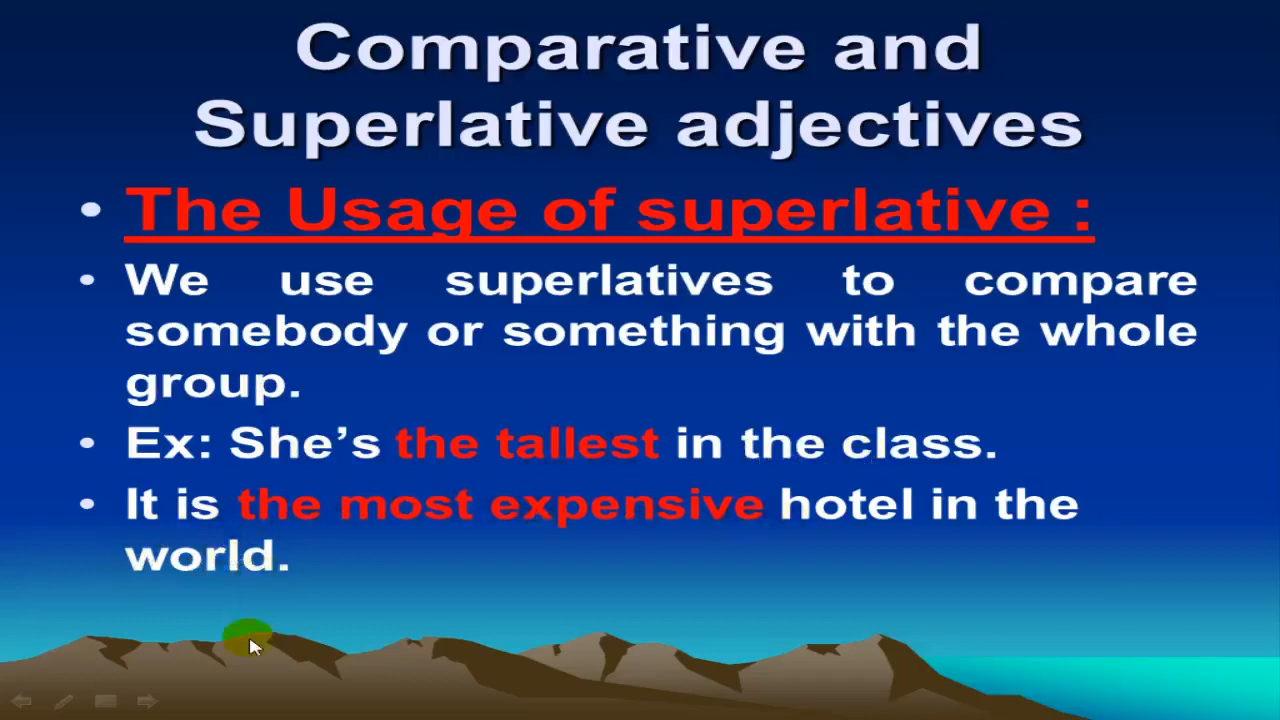 Comparative and
Superlative adjectives
• The Usage of superlative :
• We use superlatives to compare
somebody or something with the whole
group.
• Ex: She’s the tallest in the class.
• It is the most expensive hotel in the
world.